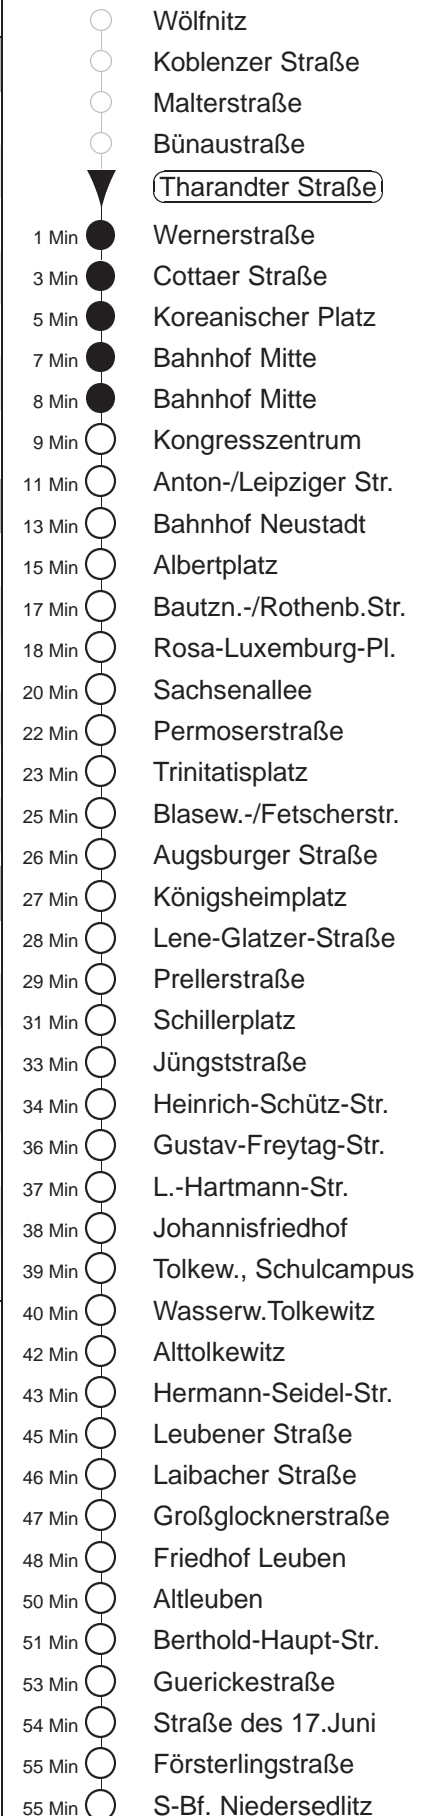 Wölfnitz
Koblenzer Straße
Malterstraße
Bünaustraße
Tharandter Straße
1 Min Wernerstraße
3 Min Cottaer Straße
5 Min Koreanischer Platz
7 Min Bahnhof Mitte
8 Min Bahnhof Mitte
9 Min Kongresszentrum
11 Min Anton-/Leipziger Str.
13 Min Bahnhof Neustadt
15 Min Albertplatz
17 Min Bautzn.-/Rothenb.Str.
18 Min Rosa-Luxemburg-Pl.
20 Min Sachsenallee
22 Min Permoserstraße
23 Min Trinitatisplatz
25 Min Blasew.-/Fetscherstr.
26 Min Augsburger Straße
27 Min Königsheimplatz
28 Min Lene-Glatzer-Straße
29 Min Prellerstraße
31 Min Schillerplatz
33 Min Jüngststraße
34 Min Heinrich-Schütz-Str.
36 Min Gustav-Freytag-Str.
37 Min L.-Hartmann-Str.
38 Min Johannisfriedhof
39 Min Tolkew., Schulcampus
40 Min Wasserw.Tolkewitz
42 Min Alttolkewitz
43 Min Hermann-Seidel-Str.
45 Min Leubener Straße
46 Min Laibacher Straße
47 Min Großglocknerstraße
48 Min Friedhof Leuben
50 Min Altleuben
51 Min Berthold-Haupt-Str.
53 Min Guerickestraße
54 Min Straße des 17.Juni
55 Min Försterlingstraße
55 Min S-Bf. Niedersedlitz